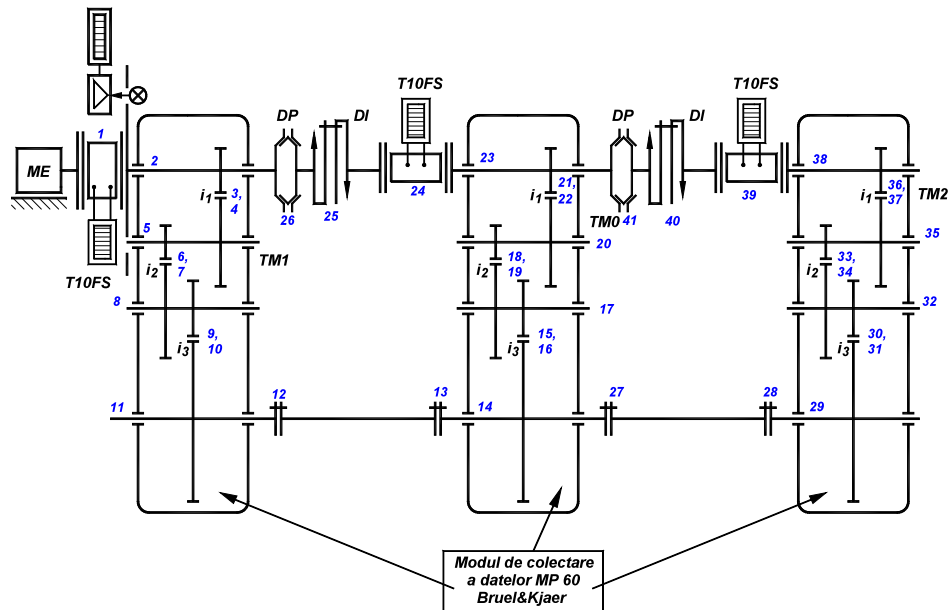 T10FS
T10FS
DP
DI
DP
DI
1
ME
2
23
38
24
39
3,
4
i1
26
25
21,
22
i1
TM0
41
40
36,
37
i1
TM2
5
20
35
TM1
6,
7
i2
18,
19
i2
33,
34
i2
T10FS
8
17
32
9,
10
i3
15,
16
i3
30,
31
i3
11
12
13
14
27
28
29
Modul de colectare
a datelor MP 60
Bruel&Kjaer